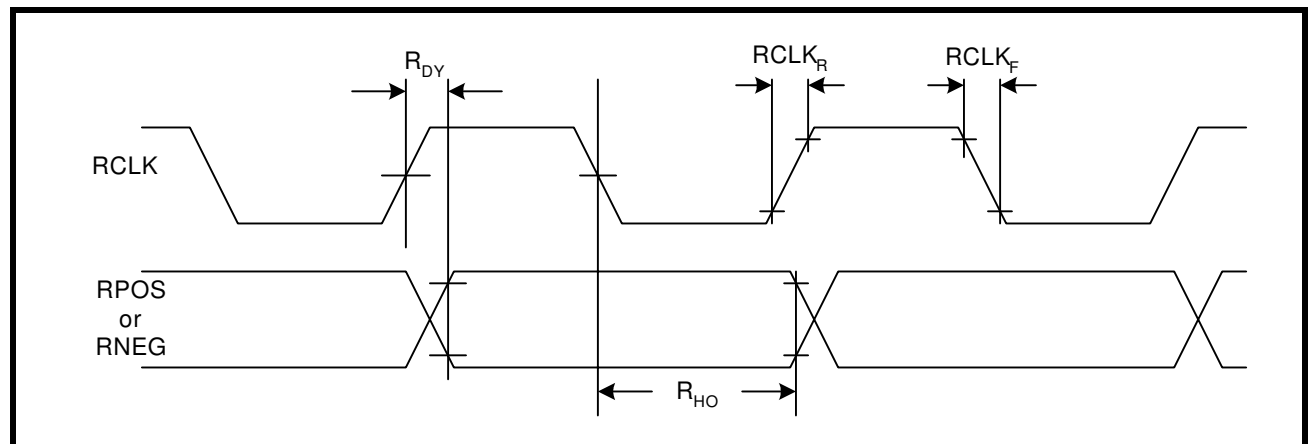 R_DY
RCLK_R
RCLK_F
RCLK
RPOS
or
RNEG
R_HO